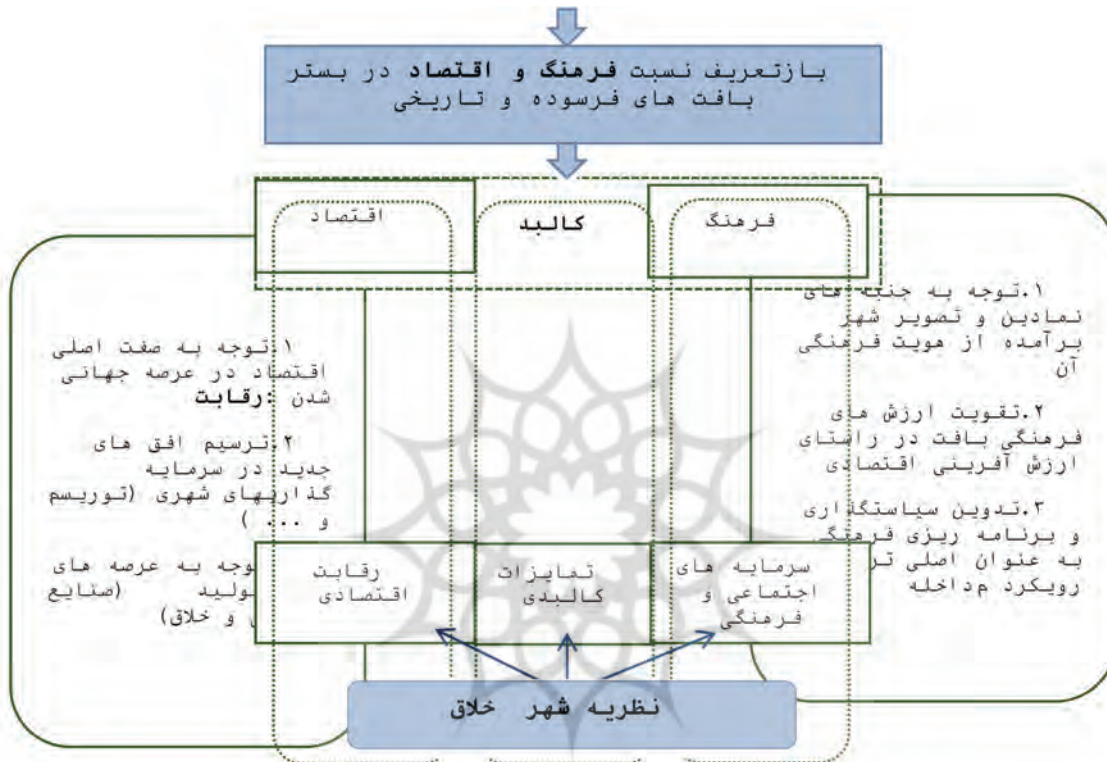 بازتعریف نسبت فرهنگ و اقتصاد در بستر
بافت های فرسوده و تاریخی
فرهنگ
کالبد
اقتصاد
۱.توجه به جنبه های
نمادین و تصویر شهر
برآمده از هویت فرهنگی
آن
۲.تقویت ارزش های
فرهنگی بافت در راستای
ارزش آفرینی اقتصادی
۳.تدوین سیاستگذاری
و برنامه ریزی فرهنگی
به عنوان اصلی
رویکرد مداخله
۱.توجه به صفت اصلی
اقتصاد در عرصه جهانی
شدن :رقابت
۲.ترسیم افق های
جدید در سرمایه
گذاریهای شهری (توریسم
و ... )
به عرصه های
(صنایع
و خلاق)
سرمایه های
اجتماعی و
فرهنگی
تمایزات
کالبدی
رقابت
اقتصادی
نظریه شهر خلاق